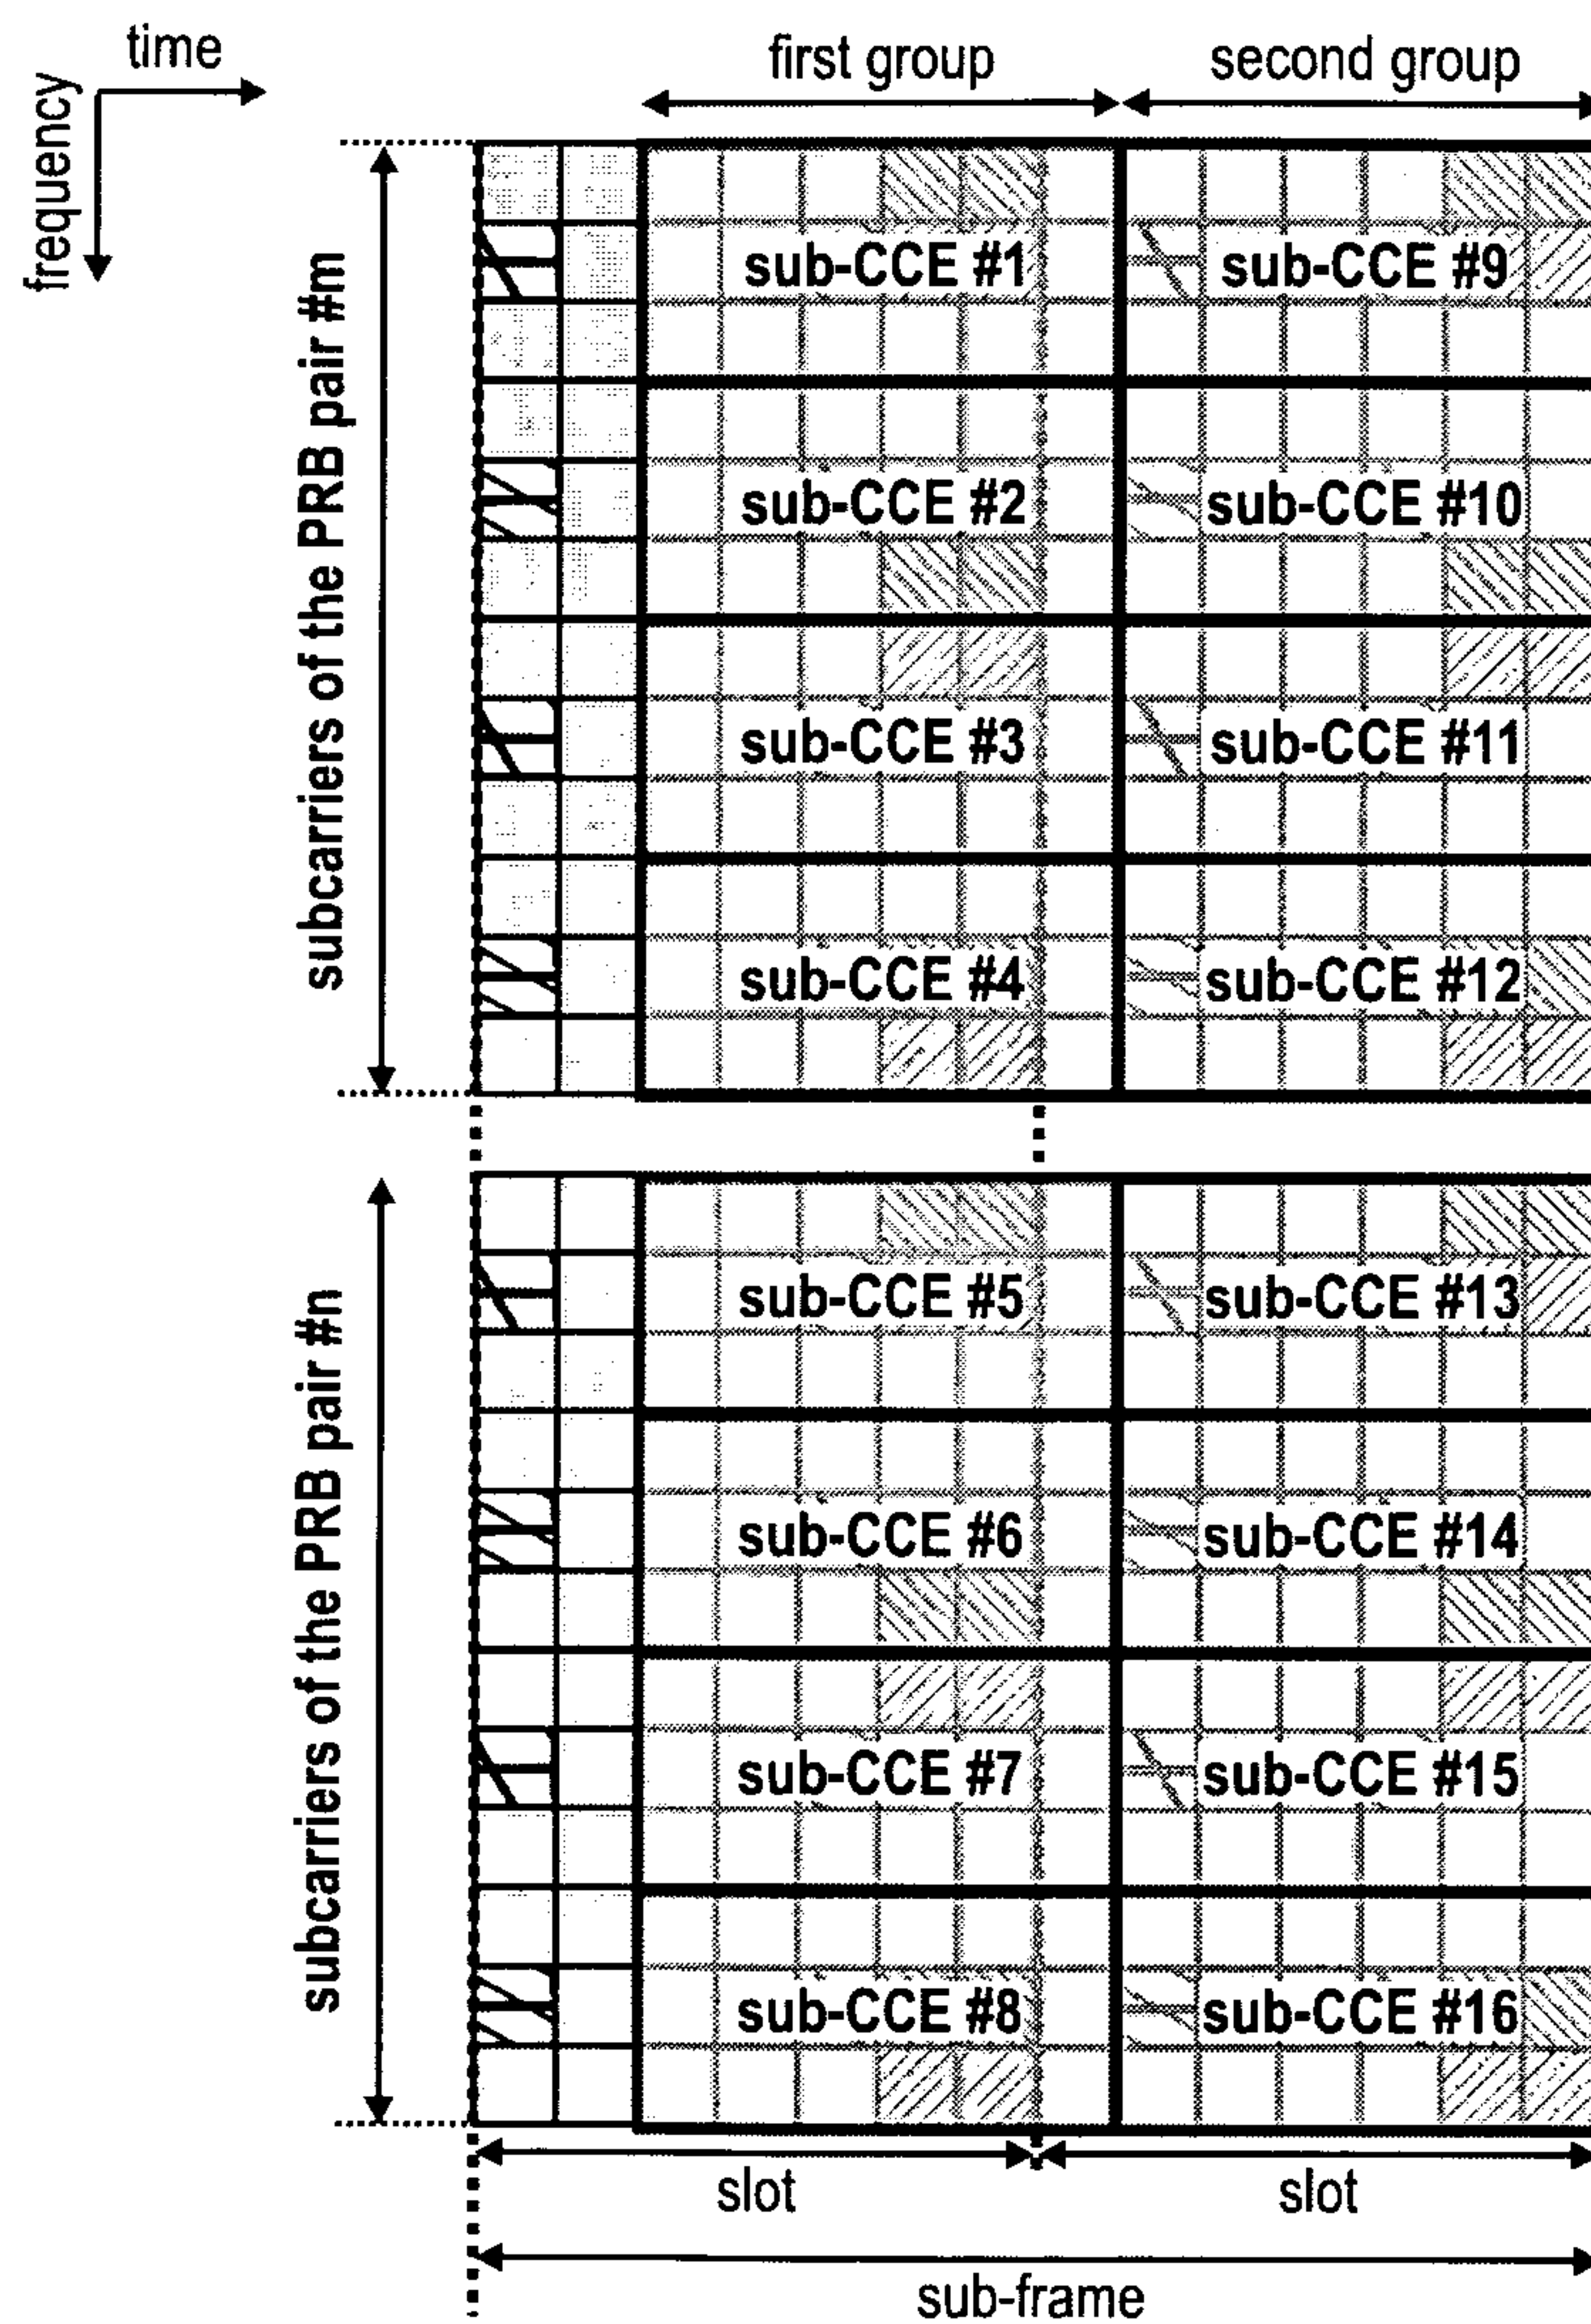 time
frequency
first group
second group
subcarriers of the PRB pair #m
sub-CCE #1
sub-CCE #9
sub-CCE #2
sub-CCE #10
sub-CCE #3
sub-CCE #11
sub-CCE #4
sub-CCE #12
subcarriers of the PRB pair #n
sub-CCE #5
sub-CCE #13
sub-CCE #6
sub-CCE #14
sub-CCE #7
sub-CCE #15
sub-CCE #8
sub-CCE #16
slot
slot
sub-frame